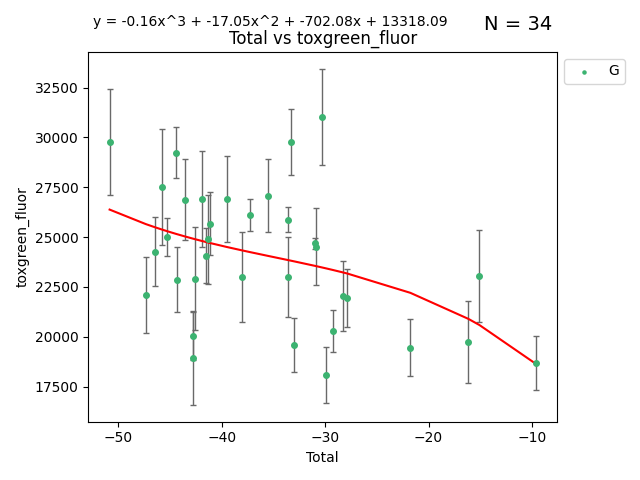 y = -0.16x^3 + -17.05x^2 + -702.08x + 13318.09
N = 34
Total vs toxgreen_fluor
G
32500
30000
27500
25000
22500
20000
17500
toxgreen_fluor
−50 −40 −30 −20 −10
Total